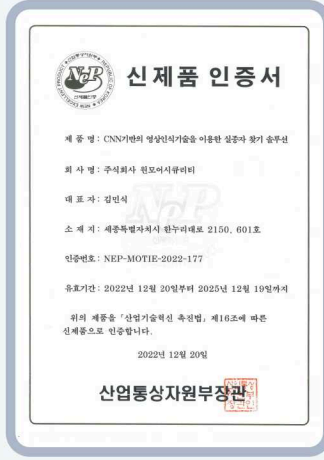 NEP
신제품인증
신제품 인증서
제 품 명 : CNN기반의 영상인식기술을 이용한 실종자 찾기 솔루션
회 사 명 : 주식회사 원모어시큐리티
대 표 자 : 김민식
소 재 지 : 세종특별자치시 한누리대로 2150, 601호
인증번호 : NEP-MOTIE-2022-177
유효기간 : 2022년 12월 20일부터 2025년 12월 19일까지
위의 제품을 「산업기술혁신 촉진법」 제16조에 따른
신제품으로 인증합니다.
2022년 12월 20일
산업통상자원부장관